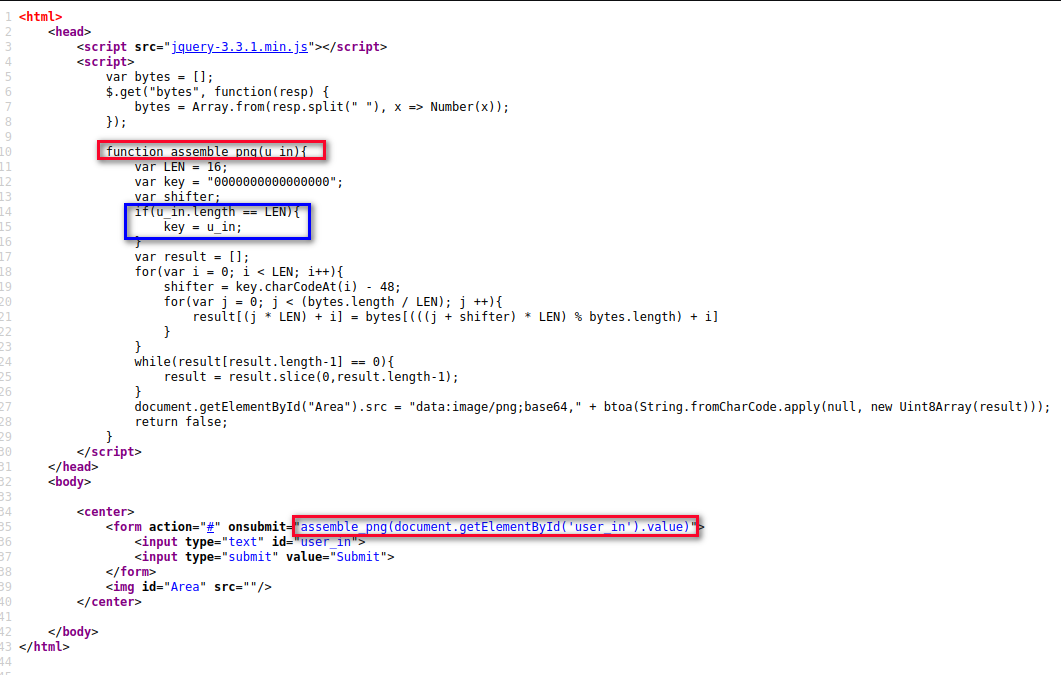 1 <html>
2 <head>
3 <script src="jquery-3.3.1.min.js"></script>
4 <script>
5 var bytes = [];
6 $.get("bytes", function(resp) {
7 bytes = Array.from(resp.split(" "), x => Number(x));
8 });
9
10 function assemble_png(u_in){
11 var LEN = 16;
12 var key = "0000000000000000";
13 var shifter;
14 if(u_in.length == LEN){
15 key = u_in;
16 }
17 var result = [];
18 for(var i = 0; i < LEN; i++){
19 shifter = key.charCodeAt(i) - 48;
20 for(var j = 0; j < (bytes.length / LEN); j ++){
21 result[(j * LEN) + i] = bytes[(((j + shifter) * LEN) % bytes.length) + i]
22 }
23 }
24 while(result[result.length-1] == 0){
25 result = result.slice(0,result.length-1);
26 }
27 document.getElementById("Area").src = "data:image/png;base64," + btoa(String.fromCharCode.apply(null, new Uint8Array(result)));
28 return false;
29 }
30 </script>
31 </head>
32 <body>
33
34 <center>
35 <form action="#" onsubmit="assemble_png(document.getElementById('user_in').value)">
36 <input type="text" id="user_in">
37 <input type="submit" value="Submit">
38 </form>
39 <img id="Area" src=""/>
40 </center>
41
42 </body>
43 </html>
44